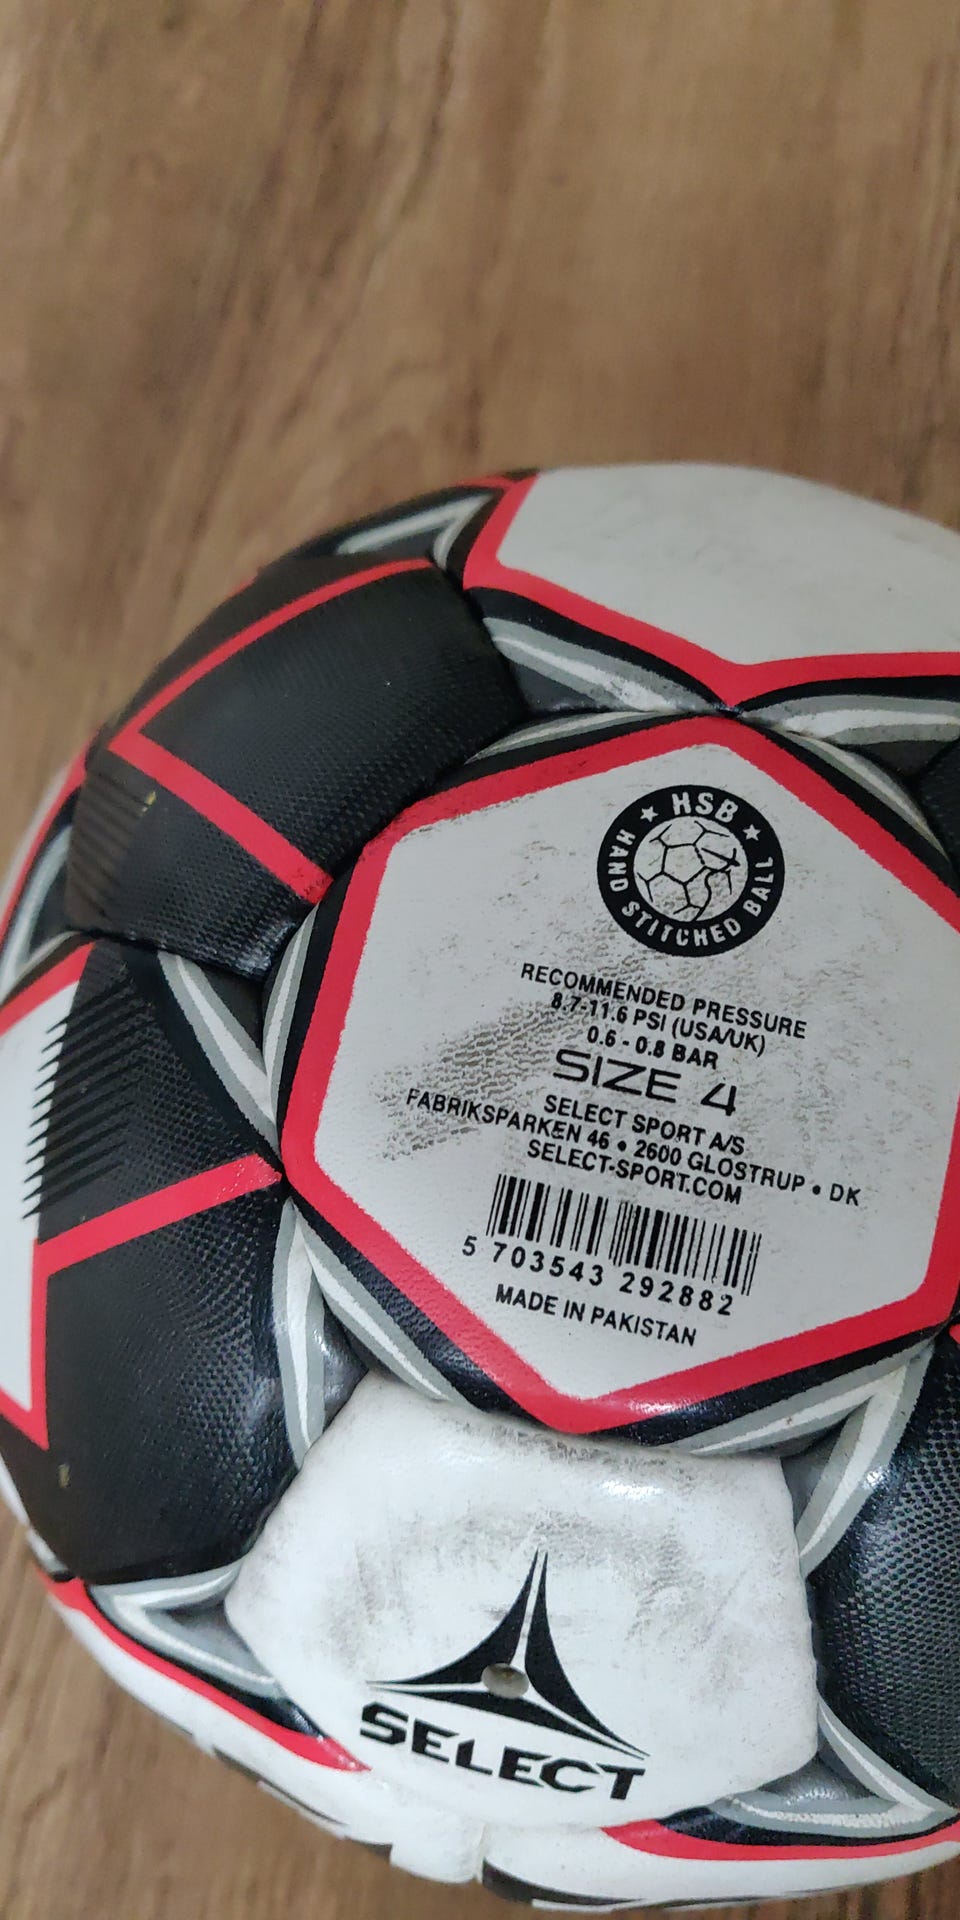 ★ HSB ★
HAND STITCHED BALL
RECOMMENDED PRESSURE
8.7-11.6 PSI (USA/UK)
0.6 - 0.8 BAR
SIZE 4
SELECT SPORT A/S
FABRIKSPARKEN 46 • 2600 GLOSTRUP • DK
SELECT-SPORT.COM
5 703543 292882
MADE IN PAKISTAN
SELECT